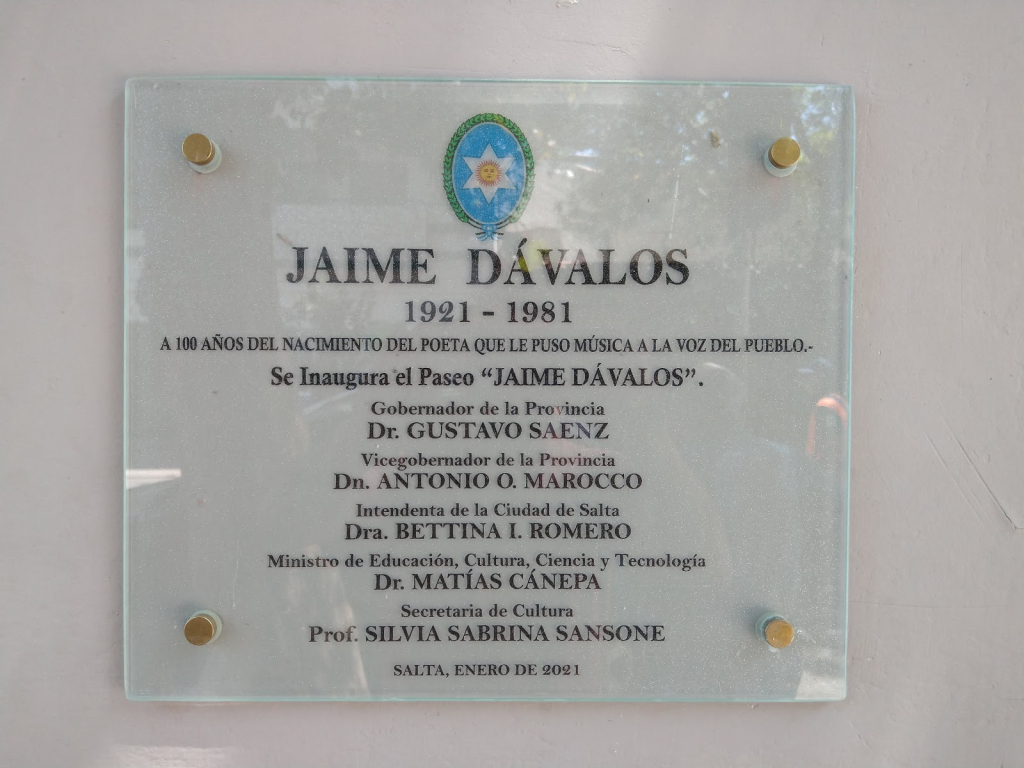 JAIME DÁVALOS
1921 - 1981
A 100 AÑOS DEL NACIMIENTO DEL POETA QUE LE PUSO MÚSICA A LA VOZ DEL PUEBLO.-
Se Inaugura el Paseo “JAIME DÁVALOS”.
Gobernador de la Provincia
Dr. GUSTAVO SAENZ
Vicegobernador de la Provincia
Dn. ANTONIO O. MAROCCO
Intendenta de la Ciudad de Salta
Dra. BETTINA I. ROMERO
Ministro de Educación, Cultura, Ciencia y Tecnología
Dr. MATÍAS CÁNEPA
Secretaria de Cultura
Prof. SILVIA SABRINA SANSONE
SALTA, ENERO DE 2021